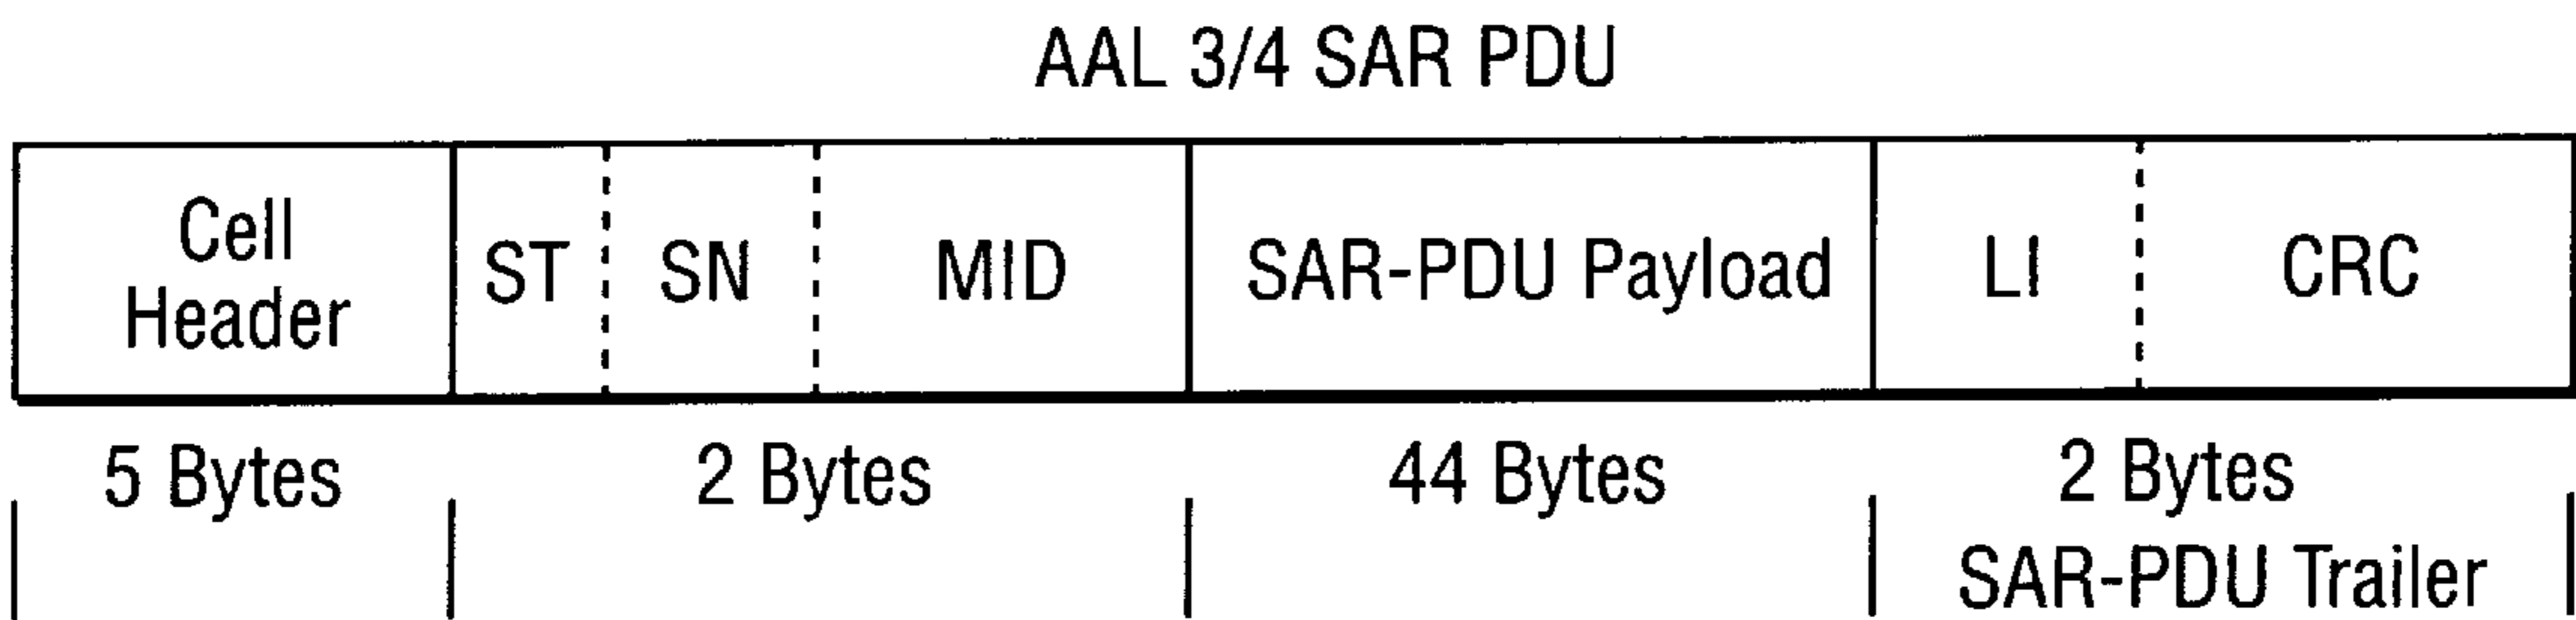 AAL 3/4 SAR PDU
Cell
Header
ST
SN
MID
SAR-PDU Payload
LI
CRC
5 Bytes
2 Bytes
44 Bytes
2 Bytes
SAR-PDU Trailer